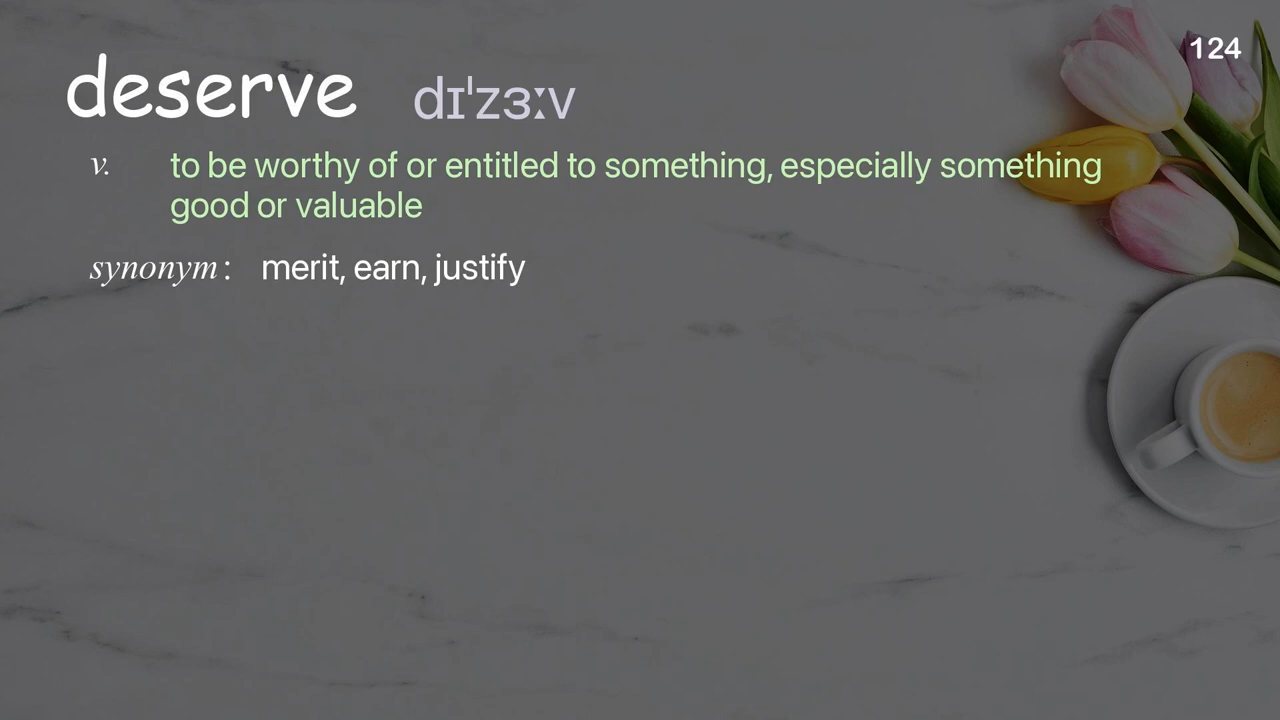 124
deserve dɪˈzɜːv
v. to be worthy of or entitled to something, especially something
good or valuable
synonym: merit, earn, justify